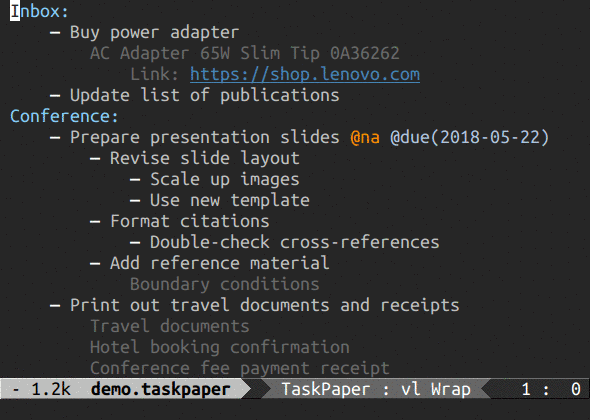 Inbox:
– Buy power adapter
AC Adapter 65W Slim Tip 0A36262
Link: https://shop.lenovo.com
– Update list of publications
Conference:
– Prepare presentation slides @na @due(2018-05-22)
– Revise slide layout
– Scale up images
– Use new template
– Format citations
– Double-check cross-references
– Add reference material
Boundary conditions
– Print out travel documents and receipts
Travel documents
Hotel booking confirmation
Conference fee payment receipt
- 1.2k demo.taskpaper TaskPaper : vl Wrap 1 : 0